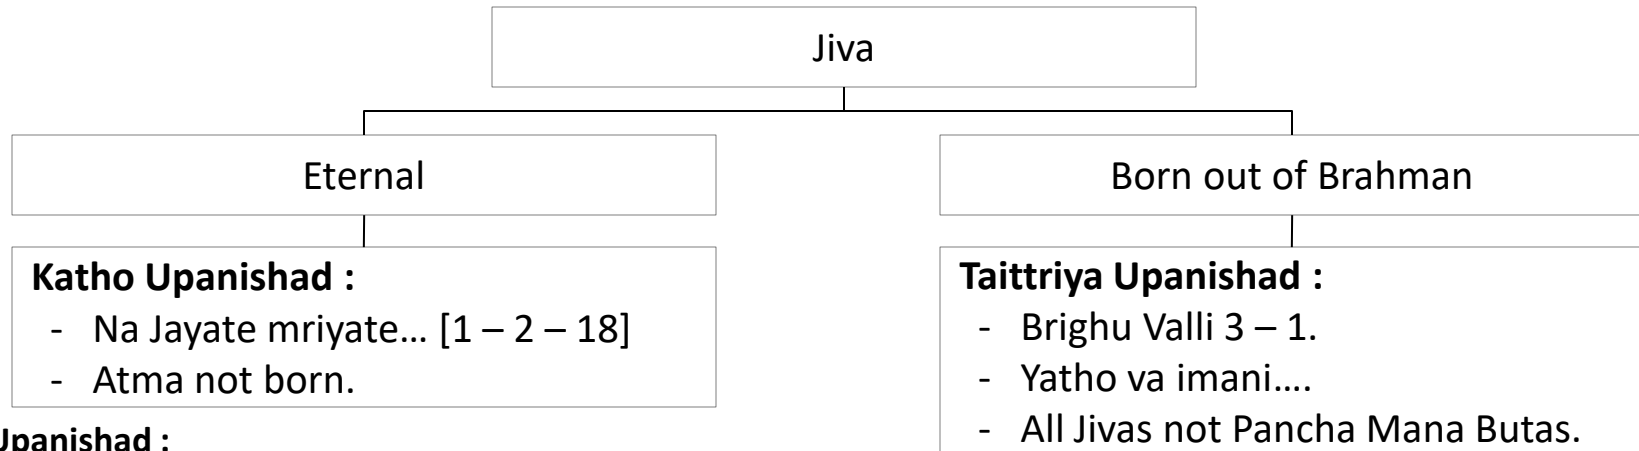 Jiva
Eternal
Born out of Brahman
Katho Upanishad :
- Na Jayate mriyate... [1 – 2 – 18]
- Atma not born.
Taittriya Upanishad :
- Brighu Valli 3 – 1.
- Yatho va imani....
- All Jivas not Pancha Mana Butas.
Upanishad :